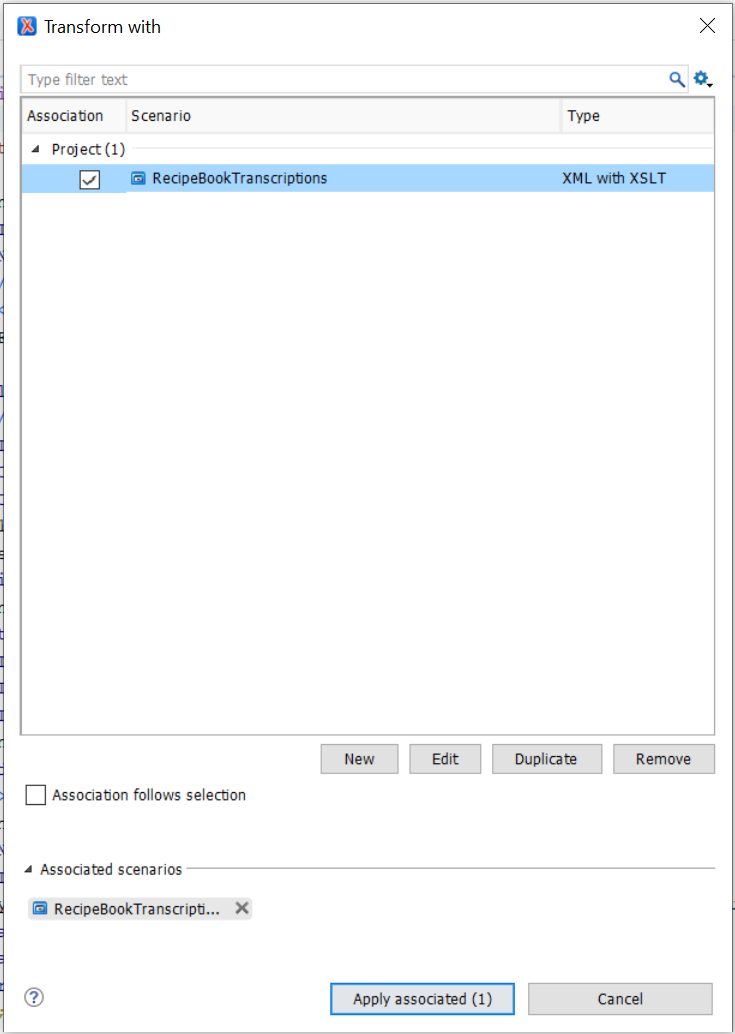 Transform with
Type filter text
Association Scenario Type
Project (1)
RecipeBookTranscriptions XML with XSLT
New Edit Duplicate Remove
Association follows selection
Associated scenarios
RecipeBookTranscripti...
Apply associated (1) Cancel